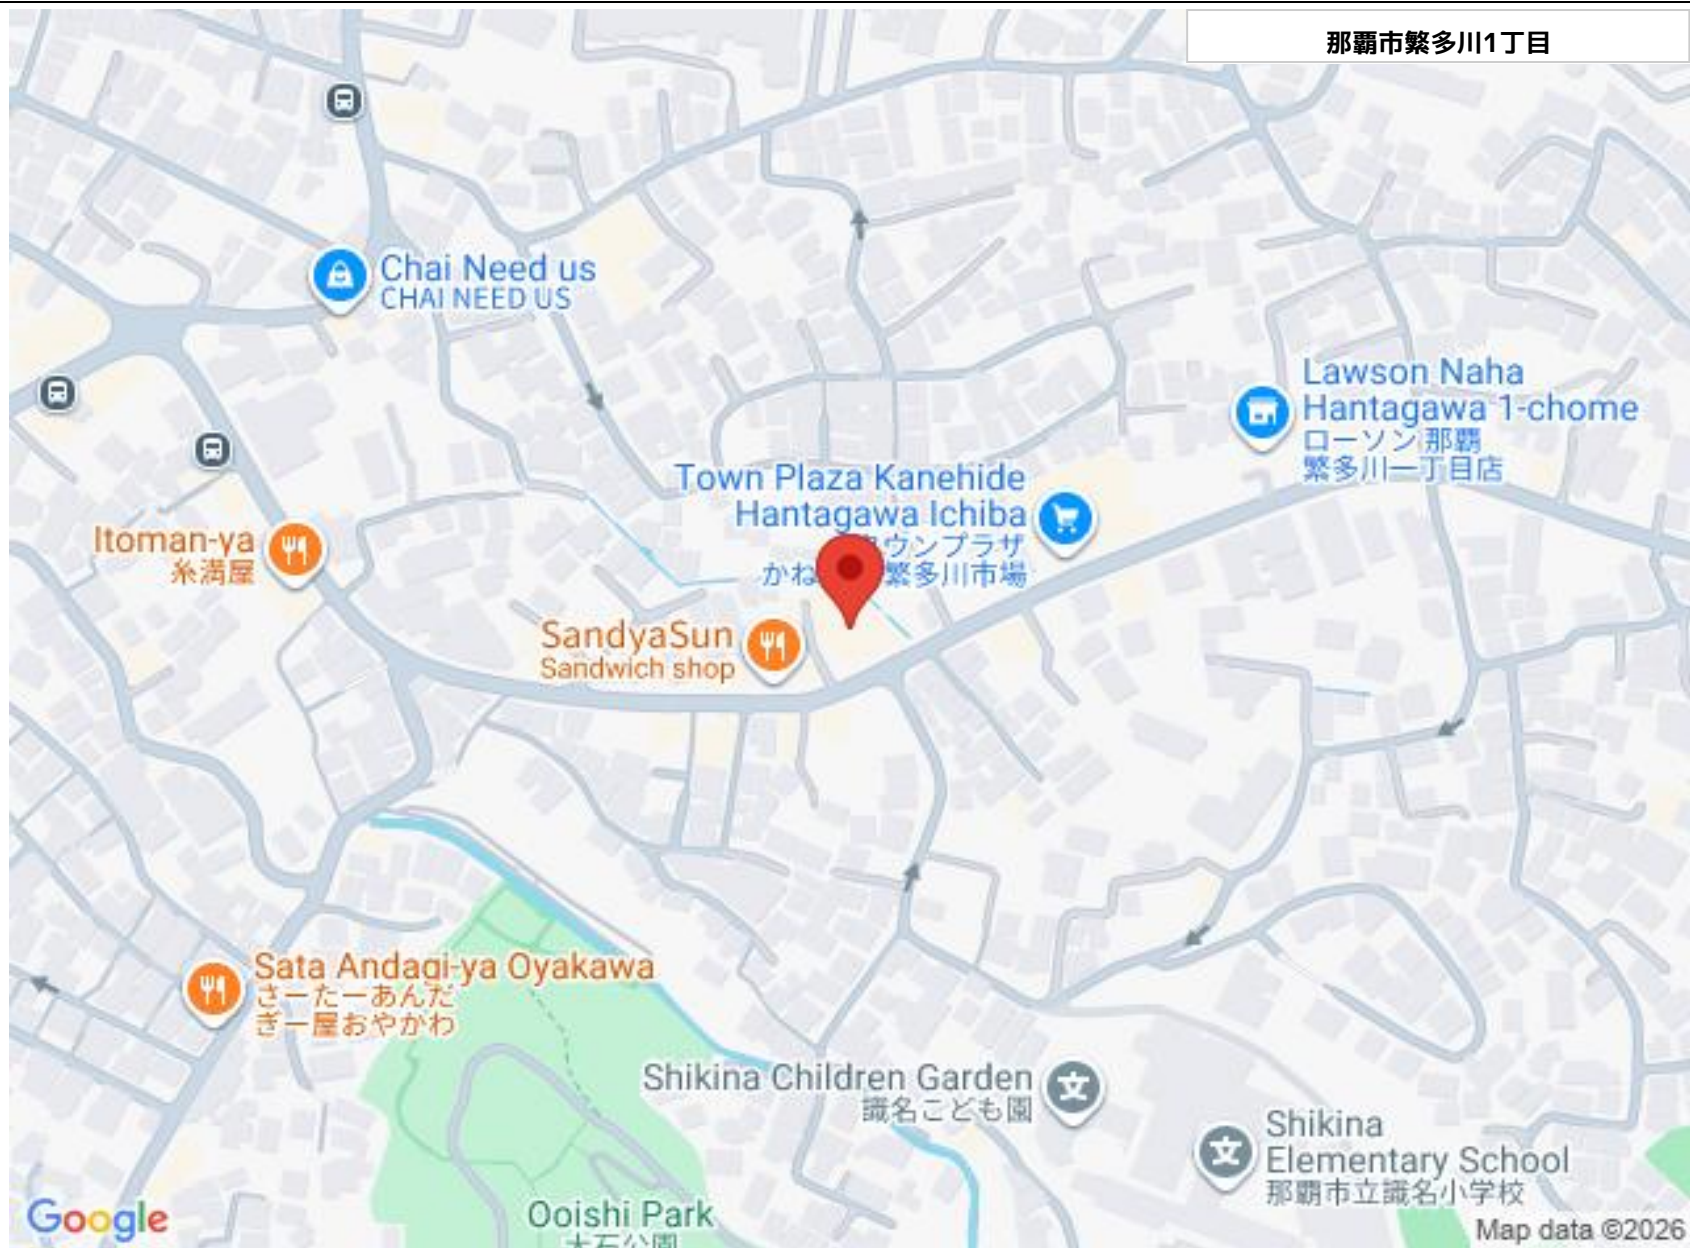 那覇市繁多川1丁目
Chai Need us
CHAI NEED US
Lawson Naha
Hantagawa 1-chome
ローソン 那覇
繁多川一丁目店
Town Plaza Kanehide
Hantagawa Ichiba
ウンプラザ
かね
繁多川市場
Itoman-ya
糸満屋
SandyaSun
Sandwich shop
Sata Andagi-ya Oyakawa
さーたーあんだ
ぎー屋おやかわ
Shikina Children Garden
識名こども園
Shikina
Elementary School
那覇市立識名小学校
Ooishi Park
大石公園
Google
Map data ©2026